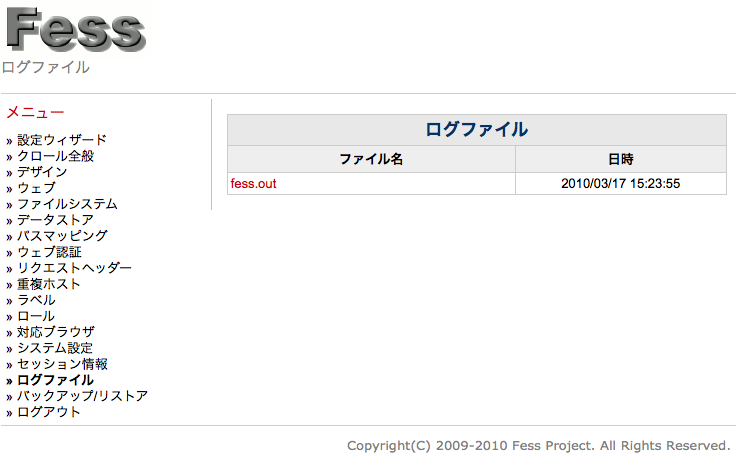 Fess
ログファイル
メニュー
» 設定ウィザード
» クロール全般
» デザイン
» ウェブ
» ファイルシステム
» データストア
» パスマッピング
» ウェブ認証
» リクエストヘッダー
» 重複ホスト
» ラベル
» ロール
» 対応ブラウザ
» システム設定
» セッション情報
» ログファイル
» バックアップ/リストア
» ログアウト
ログファイル
ファイル名 日時
fess.out 2010/03/17 15:23:55
Copyright(C) 2009-2010 Fess Project. All Rights Reserved.